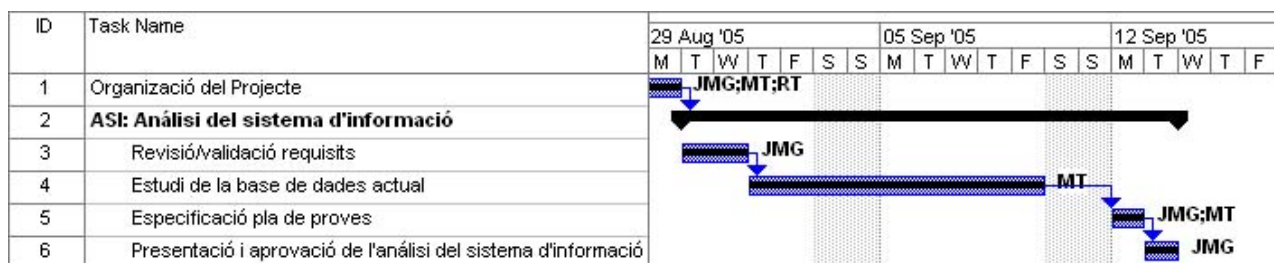 ID Task Name
29 Aug '05 05 Sep '05 12 Sep '05
M T W T F S S M T W T F S S M T W T F
1 Organizació del Projecte JMG;MT;RT
2 ASI: Análisi del sistema d'informació
3 Revisió/validació requisits JMG
4 Estudi de la base de dades actual MT
5 Especificació pla de proves JMG;MT
6 Presentació i aprovació de l'análisi del sistema d'informació JMG